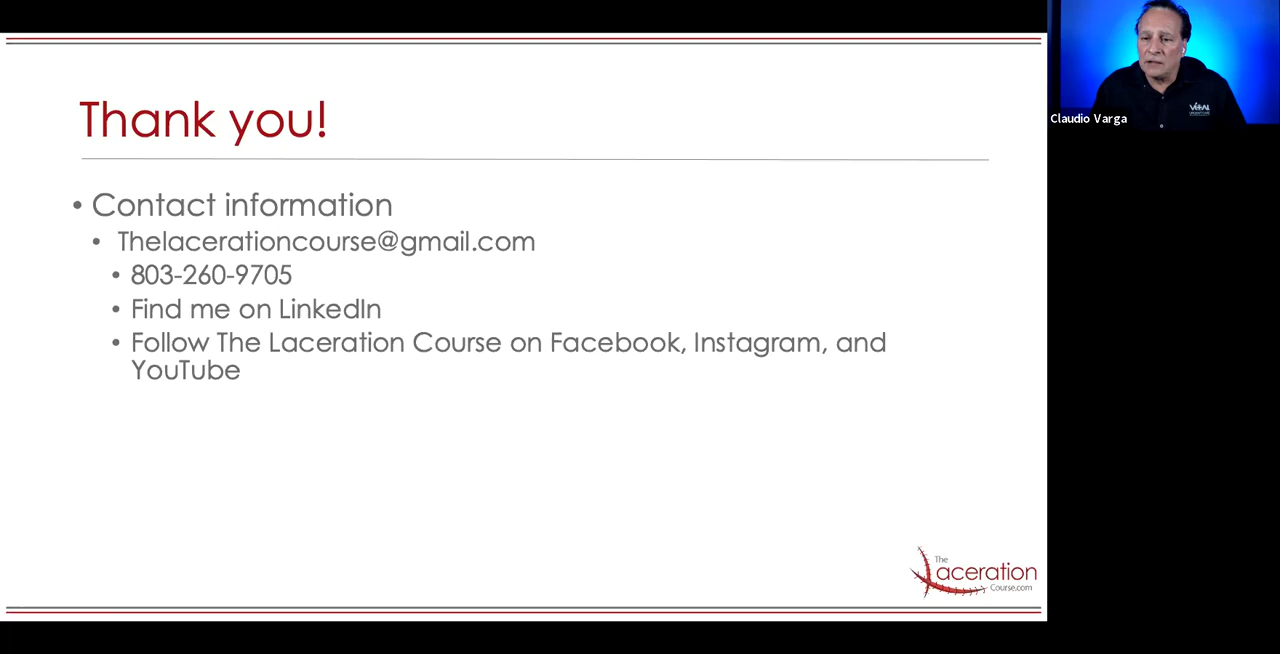 Thank you!
• Contact information
• Thelacerationcourse@gmail.com
• 803-260-9705
• Find me on LinkedIn
• Follow The Laceration Course on Facebook, Instagram, and
YouTube
The
Laceration
Course.com
Claudio Varga
VITAL